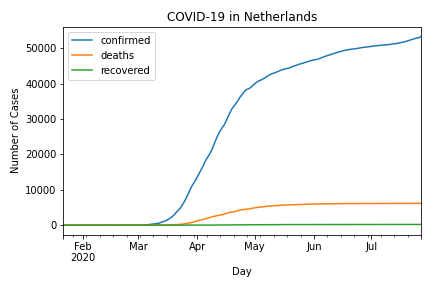 COVID-19 in Netherlands
confirmed
deaths
recovered
Number of Cases
50000
40000
30000
20000
10000
0
Feb
2020
Mar
Apr
May
Jun
Jul
Day